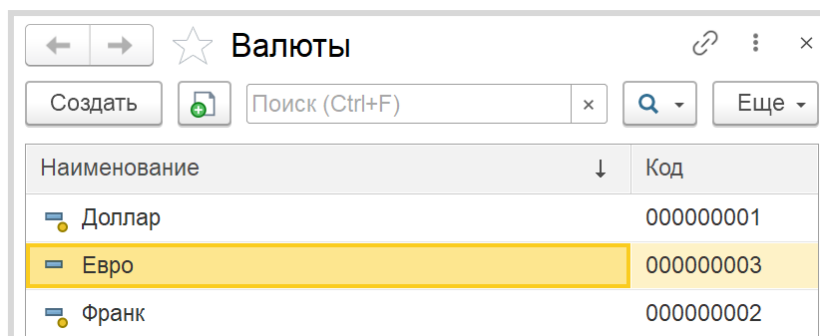 Валюты
Создать Поиск (Ctrl+F) Еще
Наименование Код
Доллар 000000001
Евро 000000003
Франк 000000002